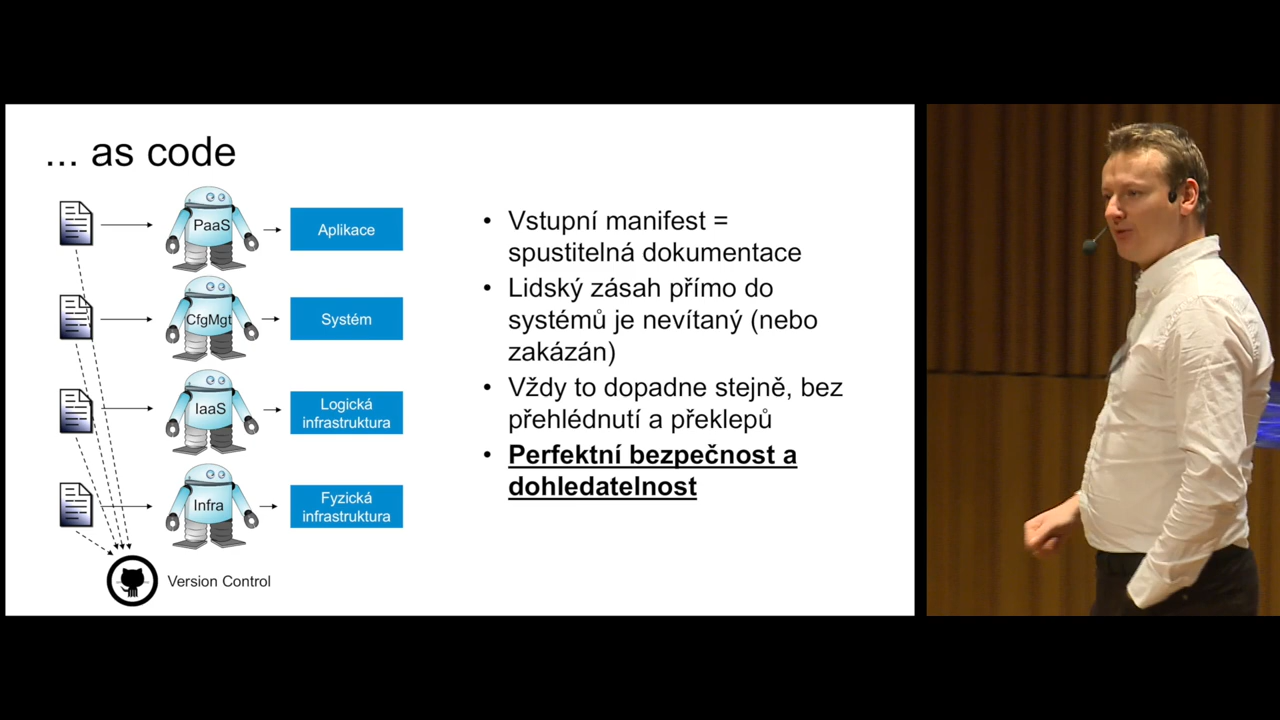 ... as code
PaaS
Aplikace
CfgMgt
Systém
IaaS
Logická
infrastruktura
Infra
Fyzická
infrastruktura
Version Control
• Vstupní manifest =
spustitelná dokumentace
• Lidský zásah přímo do
systémů je nevítaný (nebo
zakázán)
• Vždy to dopadne stejně, bez
přehlédnutí a překlepů
• Perfektní bezpečnost a
dohledatelnost